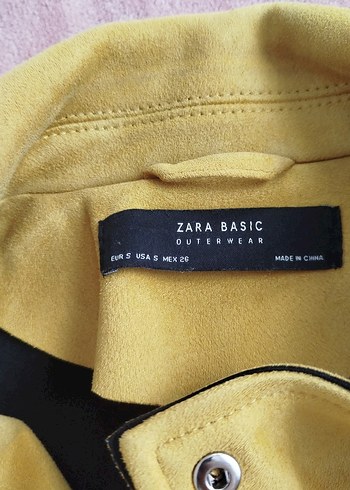 ZARA BASIC
OUTERWEAR
EUR S USA S MEX 26 MADE IN CHINA